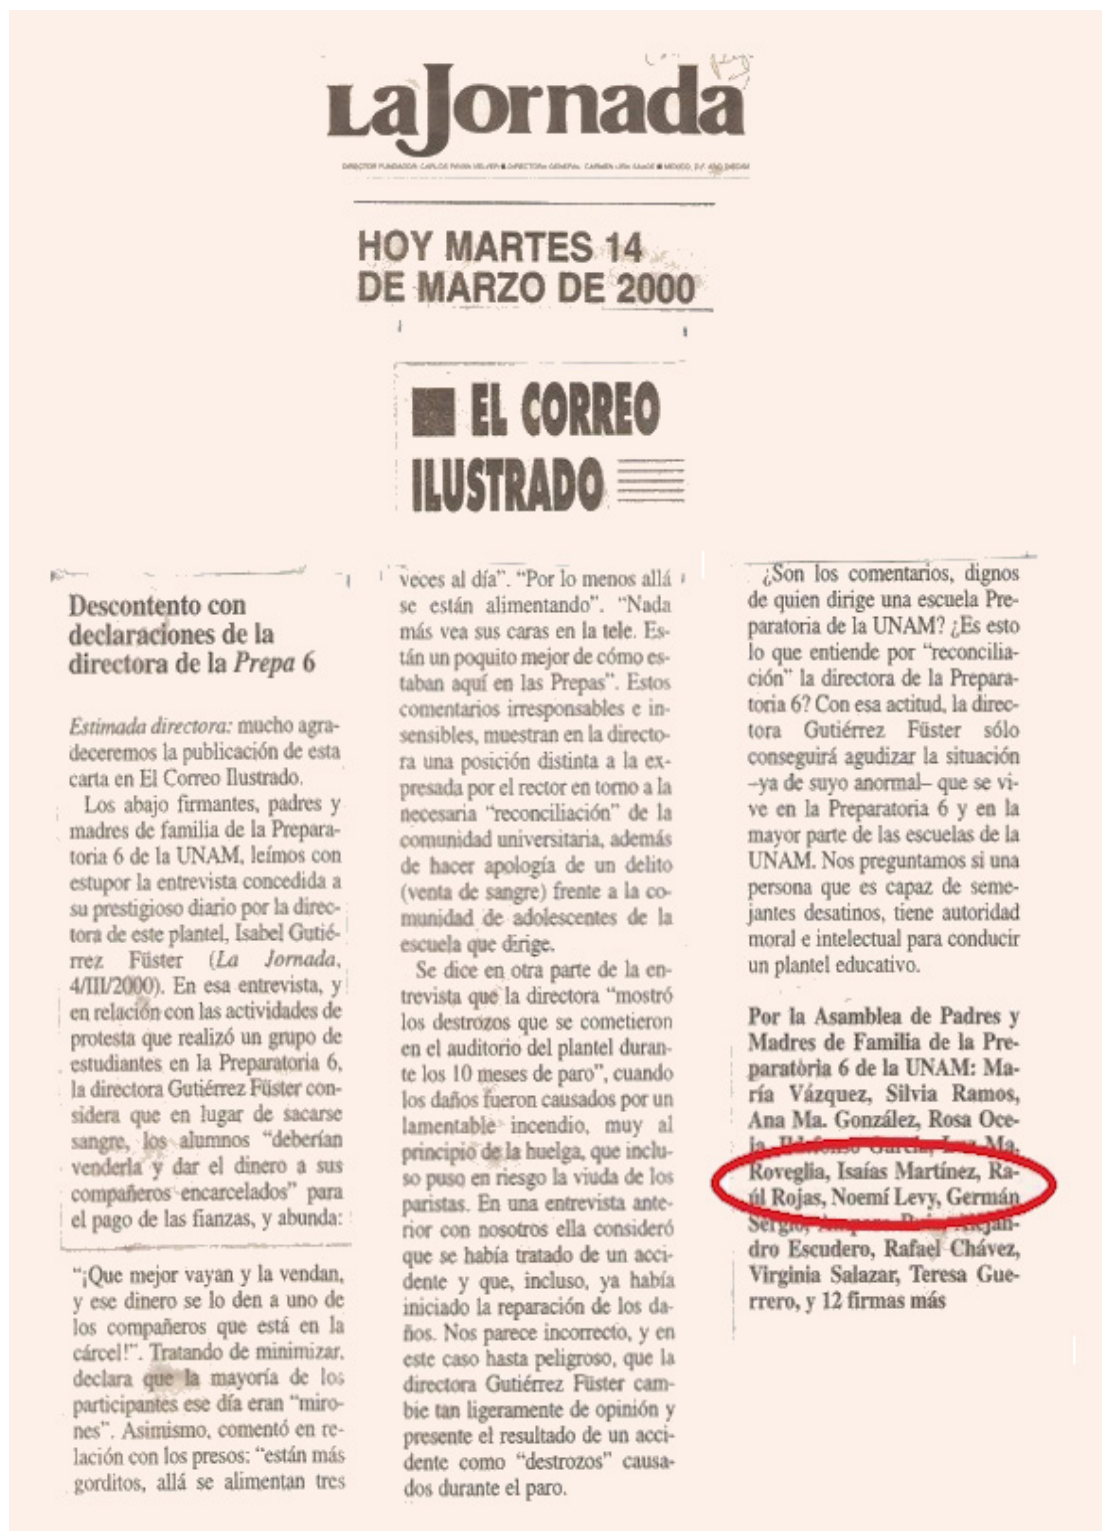 LaJornada
DIRECTOR FUNDADOR: CARLOS PAYAN VELVER ■ DIRECTORA GENERAL: CARMEN LIRA SAADE ■ MEXICO, D.F. AÑO
HOY MARTES 14
DE MARZO DE 2000
EL CORREO
ILUSTRADO
Descontento con
declaraciones de la
directora de la Prepa 6
Estimada directora: mucho agra-
deceremos la publicación de esta
carta en El Correo Ilustrado.
Los abajo firmantes, padres y
madres de familia de la Prepara-
toria 6 de la UNAM, leímos con
estupor la entrevista concedida a
su prestigioso diario por la direc-
tora de este plantel, Isabel Gutié-
rrez Füster (La Jornada,
4/III/2000). En esa entrevista, y
en relación con las actividades de
protesta que realizó un grupo de
estudiantes en la Preparatoria 6,
la directora Gutiérrez Füster con-
sidera que en lugar de sacarse
sangre, los alumnos “deberían
venderla y dar el dinero a sus
compañeros encarcelados” para
el pago de las fianzas, y abunda:
“¡Que mejor vayan y la vendan,
y ese dinero se lo den a uno de
los compañeros que está en la
cárcel!”. Tratando de minimizar,
declara que la mayoría de los
participantes ese día eran “miro-
nes”. Asimismo, comentó en re-
lación con los presos: “están más
gorditos, allá se alimentan tres
veces al día”. “Por lo menos allá
se están alimentando”. “Nada
más vea sus caras en la tele. Es-
tán un poquito mejor de cómo es-
taban aquí en las Prepas”. Estos
comentarios irresponsables e in-
sensibles, muestran en la directo-
ra una posición distinta a la ex-
presada por el rector en torno a la
necesaria “reconciliación” de la
comunidad universitaria, además
de hacer apología de un delito
(venta de sangre) frente a la co-
munidad de adolescentes de la
escuela que dirige.
Se dice en otra parte de la en-
trevista que la directora “mostró
los destrozos que se cometieron
en el auditorio del plantel duran-
te los 10 meses de paro”, cuando
los daños fueron causados por un
lamentable incendio, muy al
principio de la huelga, que inclu-
so puso en riesgo la viuda de los
paristas. En una entrevista ante-
rior con nosotros ella consideró
que se había tratado de un acci-
dente y que, incluso, ya había
iniciado la reparación de los da-
ños. Nos parece incorrecto, y en
este caso hasta peligroso, que la
directora Gutiérrez Füster cam-
bie tan ligeramente de opinión y
presente el resultado de un acci-
dente como “destrozos” causa-
dos durante el paro.
¿Son los comentarios, dignos
de quien dirige una escuela Pre-
paratoria de la UNAM? ¿Es esto
lo que entiende por “reconcilia-
ción” la directora de la Prepara-
toria 6? Con esa actitud, la direc-
tora Gutiérrez Füster sólo
conseguirá agudizar la situación
–ya de suyo anormal– que se vi-
ve en la Preparatoria 6 y en la
mayor parte de las escuelas de la
UNAM. Nos preguntamos si una
persona que es capaz de seme-
jantes desatinos, tiene autoridad
moral e intelectual para conducir
un plantel educativo.
Por la Asamblea de Padres y
Madres de Familia de la Pre-
paratoria 6 de la UNAM: Ma-
ría Vázquez, Silvia Ramos,
Ana Ma. González, Rosa Oce-
ja, Ildefonso García, Luz Ma.
Roveglia, Isaías Martínez, Ra-
úl Rojas, Noemí Levy, Germán
Sergio, Amparo Ruiz, Alejan-
dro Escudero, Rafael Chávez,
Virginia Salazar, Teresa Gue-
rrero, y 12 firmas más